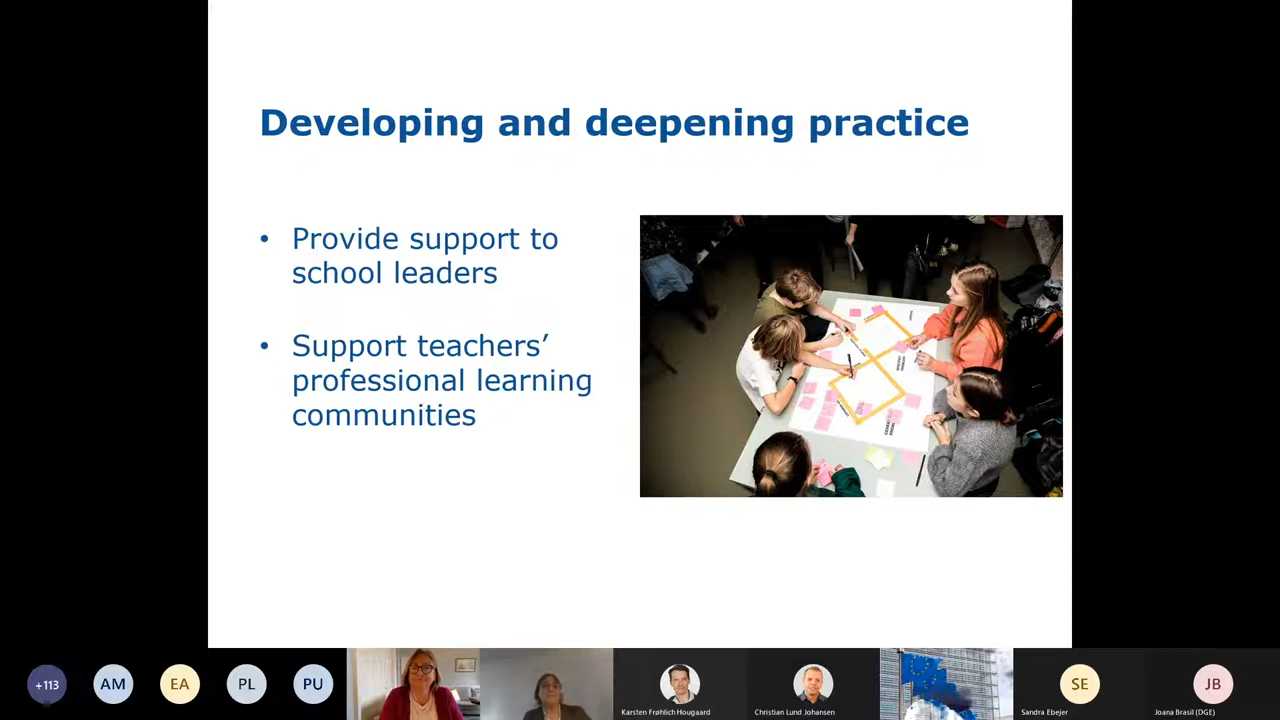 Developing and deepening practice
• Provide support to
school leaders
• Support teachers’
professional learning
communities
+113
AM
EA
PL
PU
Karsten Frøhlich Hougaard
Christian Lund Johansen
SE
Sandra Ebejer
JB
Joana Brasil (DGE)